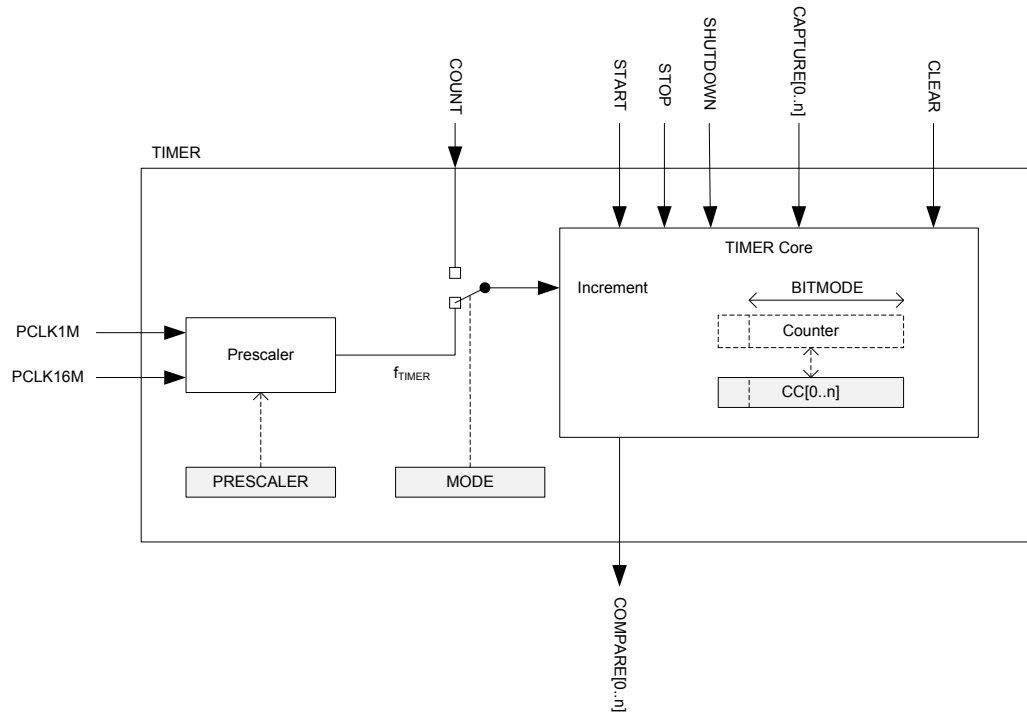 COUNT
START
STOP
SHUTDOWN
CAPTURE[0..n]
CLEAR
TIMER
TIMER Core
Increment
BITMODE
Counter
CC[0..n]
PCLK1M
PCLK16M
Prescaler
fTIMER
PRESCALER
MODE
COMPARE[0..n]